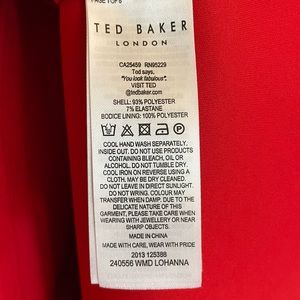 PAGE 1 OF 6
TED BAKER
LONDON
CA25459 RN95229
Ted says,
"You look fabulous".
VISIT TED
@tedbaker.com
SHELL: 93% POLYESTER
7% ELASTANE
BODICE LINING: 100% POLYESTER
COOL HAND WASH SEPARATELY.
INSIDE OUT. DO NOT USE PRODUCTS
CONTAINING BLEACH, OIL OR
ALCOHOL. DO NOT TUMBLE DRY.
COOL IRON ON REVERSE USING A
CLOTH. MAY BE DRY CLEANED.
DO NOT LEAVE IN DIRECT SUNLIGHT.
DO NOT WRING. COLOUR MAY
TRANSFER WHEN DAMP. DUE TO THE
DELICATE NATURE OF THIS
GARMENT, PLEASE TAKE CARE WHEN
WEARING WITH JEWELLERY OR NEAR
SHARP OBJECTS.
MADE IN CHINA
MADE WITH CARE, WEAR WITH PRIDE
2013 125388
240556 WMD LOHANNA